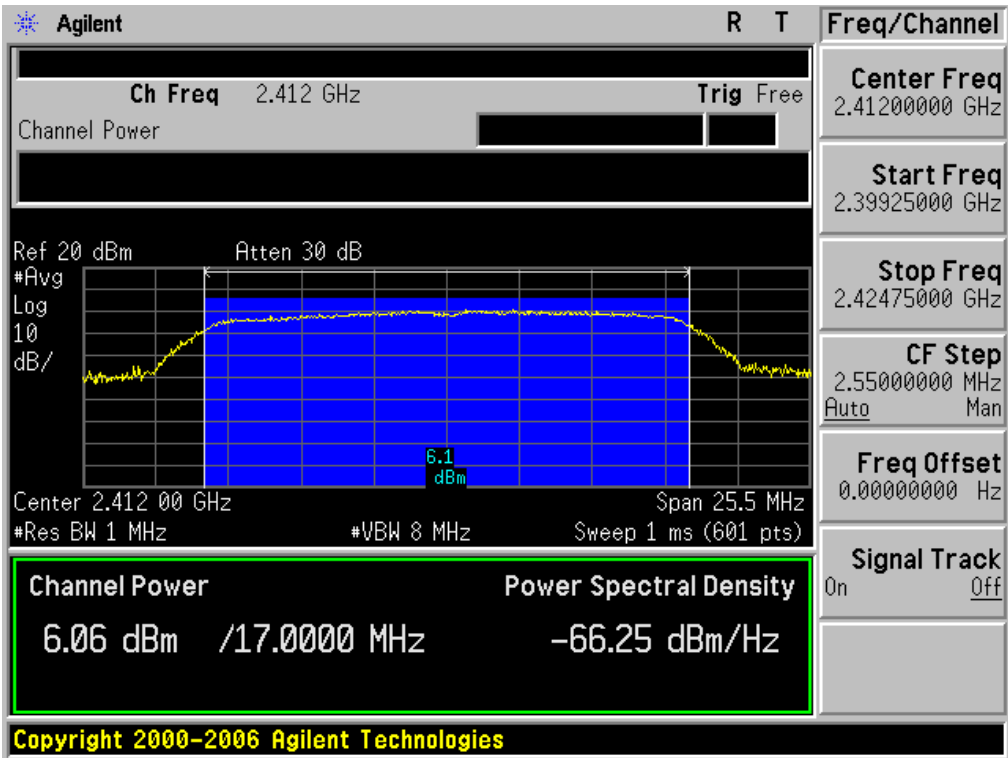 Agilent R T
Ch Freq 2.412 GHz Trig Free
Channel Power
Ref 20 dBm Atten 30 dB
#Avg
Log
10
dB/
6.1
dBm
Center 2.412 00 GHz Span 25.5 MHz
#Res BW 1 MHz #VBW 8 MHz Sweep 1 ms (601 pts)
Channel Power Power Spectral Density
6.06 dBm /17.0000 MHz -66.25 dBm/Hz
Copyright 2000-2006 Agilent Technologies
Freq/Channel
Center Freq
2.41200000 GHz
Start Freq
2.39925000 GHz
Stop Freq
2.42475000 GHz
CF Step
2.55000000 MHz
Auto Man
Freq Offset
0.00000000 Hz
Signal Track
On Off